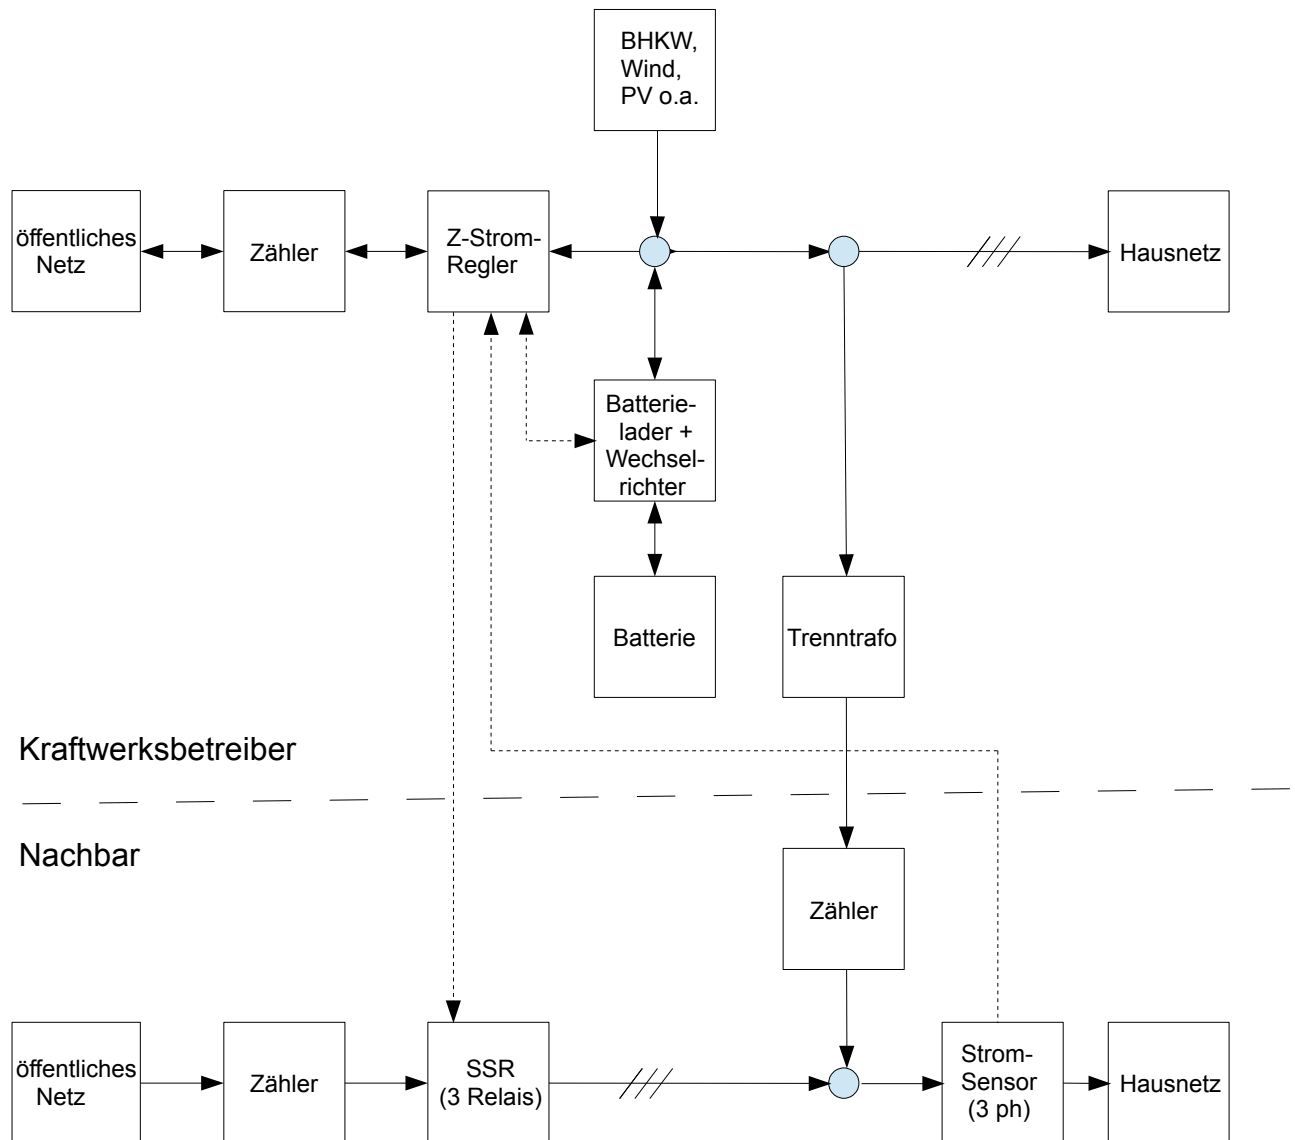 BHKW,
Wind,
PV o.a.
öffentliches
Netz
Zähler
Z-Strom-
Regler
Hausnetz
Batterie-
lader +
Wechsel-
richter
Batterie
Trenntrafo
Kraftwerksbetreiber
Nachbar
Zähler
öffentliches
Netz
Zähler
SSR
(3 Relais)
Strom-
Sensor
(3 ph)
Hausnetz